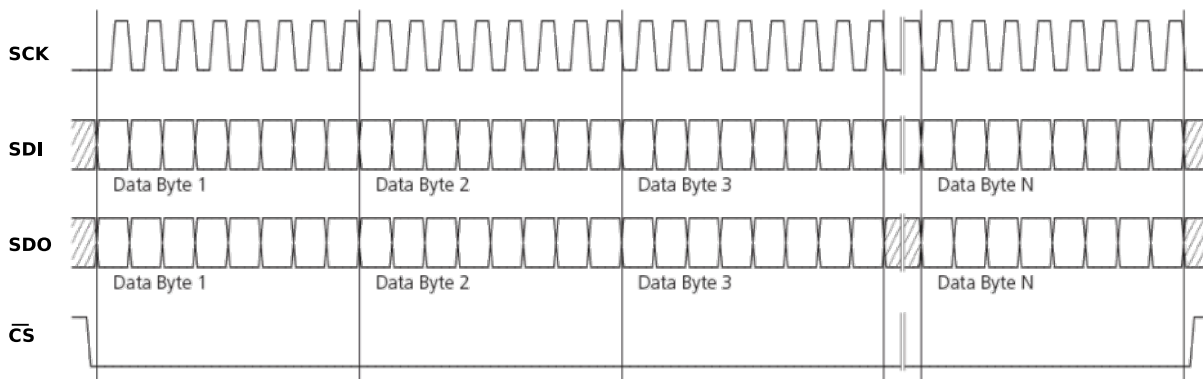 SCK
SDI
Data Byte 1 Data Byte 2 Data Byte 3 Data Byte N
SDO
Data Byte 1 Data Byte 2 Data Byte 3 Data Byte N
C̅S̅